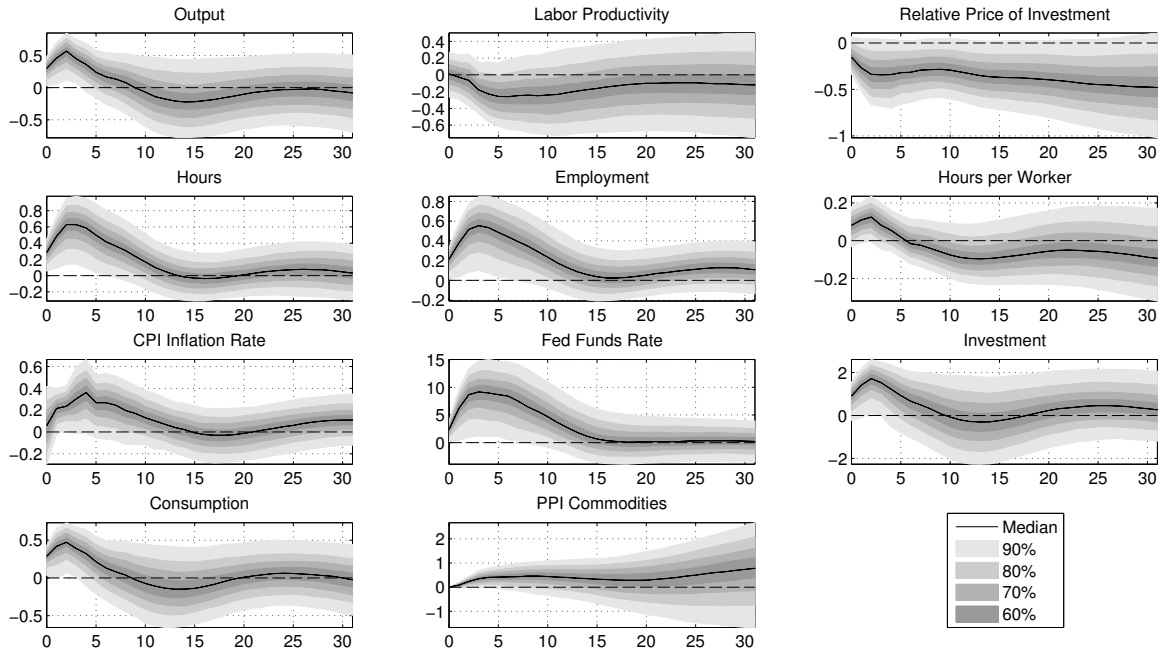 Output
0.5
0
−0.5
0 5 10 15 20 25 30
Labor Productivity
0.4
0.2
0
−0.2
−0.4
−0.6
0 5 10 15 20 25 30
Relative Price of Investment
0
−0.5
−1
0 5 10 15 20 25 30
Hours
0.8
0.6
0.4
0.2
0
−0.2
0 5 10 15 20 25 30
Employment
0.8
0.6
0.4
0.2
0
−0.2
0 5 10 15 20 25 30
Hours per Worker
0.2
0
−0.2
0 5 10 15 20 25 30
CPI Inflation Rate
0.6
0.4
0.2
0
−0.2
0 5 10 15 20 25 30
Fed Funds Rate
15
10
5
0
0 5 10 15 20 25 30
Investment
2
0
−2
0 5 10 15 20 25 30
Consumption
0.5
0
−0.5
0 5 10 15 20 25 30
PPI Commodities
2
1
0
−1
0 5 10 15 20 25 30
Median
90%
80%
70%
60%